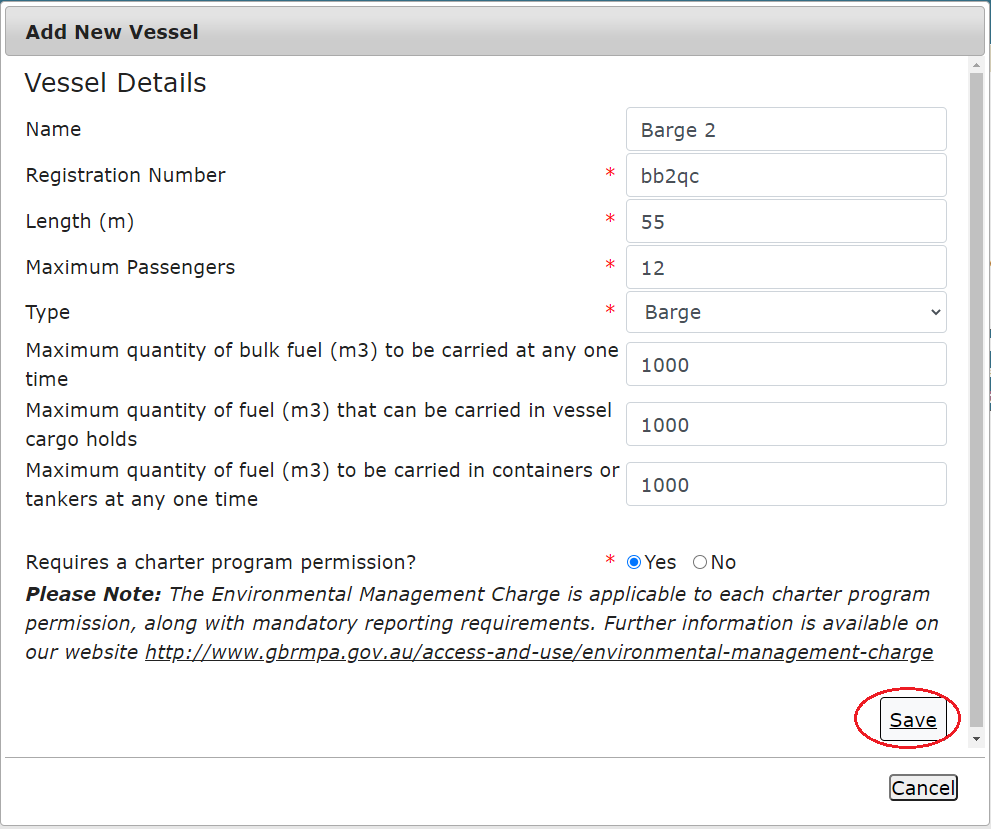 Add New Vessel
Vessel Details
Name Barge 2
Registration Number * bb2qc
Length (m) * 55
Maximum Passengers * 12
Type * Barge
Maximum quantity of bulk fuel (m3) to be carried at any one
time
1000
Maximum quantity of fuel (m3) that can be carried in vessel
cargo holds
1000
Maximum quantity of fuel (m3) to be carried in containers or
tankers at any one time
1000
Requires a charter program permission? * Yes No
Please Note: The Environmental Management Charge is applicable to each charter program
permission, along with mandatory reporting requirements. Further information is available on
our website http://www.gbrmpa.gov.au/access-and-use/environmental-management-charge
Save
Cancel